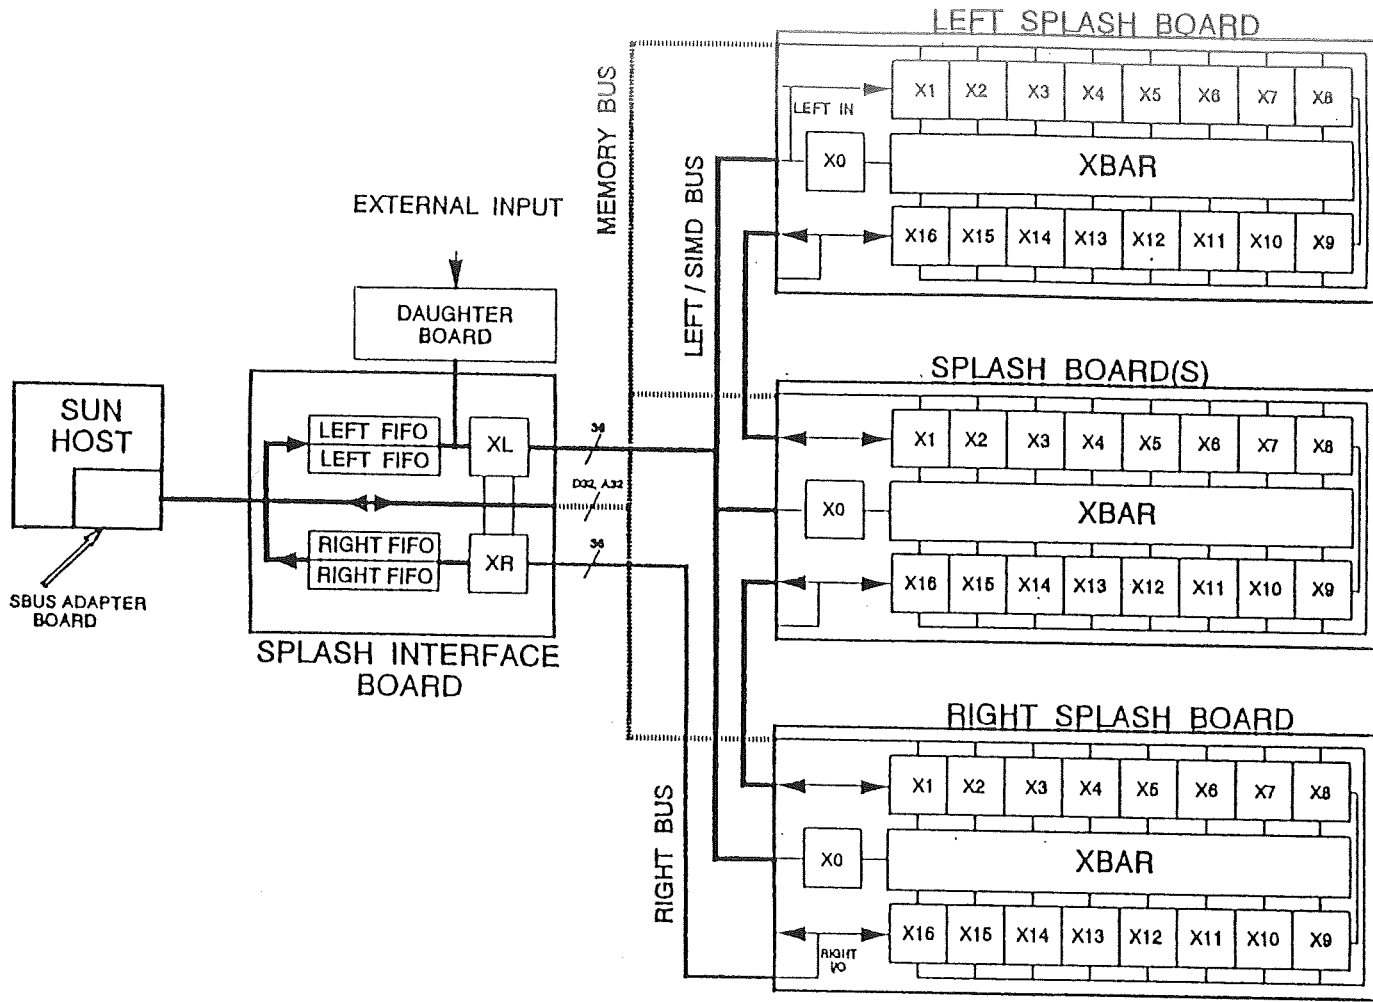 LEFT SPLASH BOARD
X1 X2 X3 X4 X5 X6 X7 X8
LEFT IN
X0
XBAR
X16 X15 X14 X13 X12 X11 X10 X9
MEMORY BUS
LEFT / SIMD BUS
EXTERNAL INPUT
DAUGHTER
BOARD
SPLASH BOARD(S)
X1 X2 X3 X4 X5 X6 X7 X8
X0
XBAR
X16 X15 X14 X13 X12 X11 X10 X9
SUN
HOST
SBUS ADAPTER
BOARD
LEFT FIFO
LEFT FIFO
XL
36
D32, A32
RIGHT FIFO
RIGHT FIFO
XR
36
SPLASH INTERFACE
BOARD
RIGHT BUS
RIGHT SPLASH BOARD
X1 X2 X3 X4 X5 X6 X7 X8
X0
XBAR
X16 X15 X14 X13 X12 X11 X10 X9
RIGHT
I/O